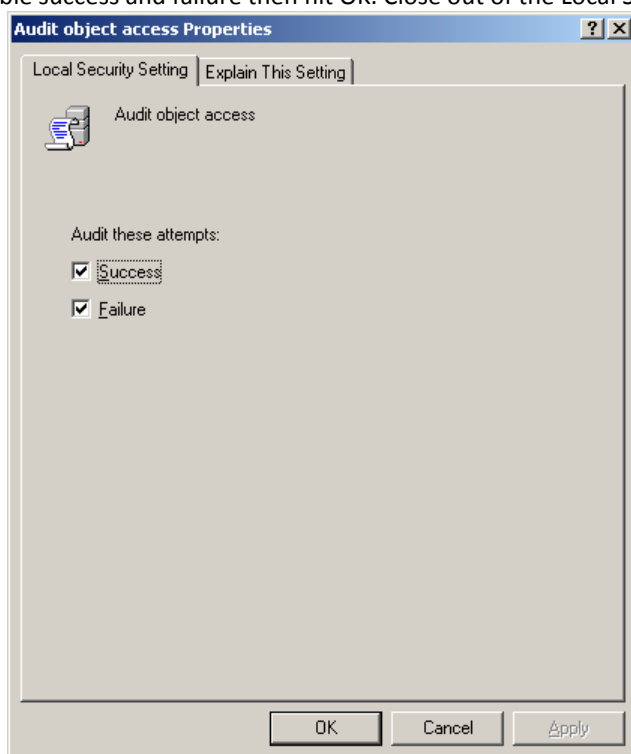 success and failure then hit OK. Close out of the Local
Audit object access Properties
Local Security Setting Explain This Setting
Audit object access
Audit these attempts:
Success
Failure
OK Cancel Apply